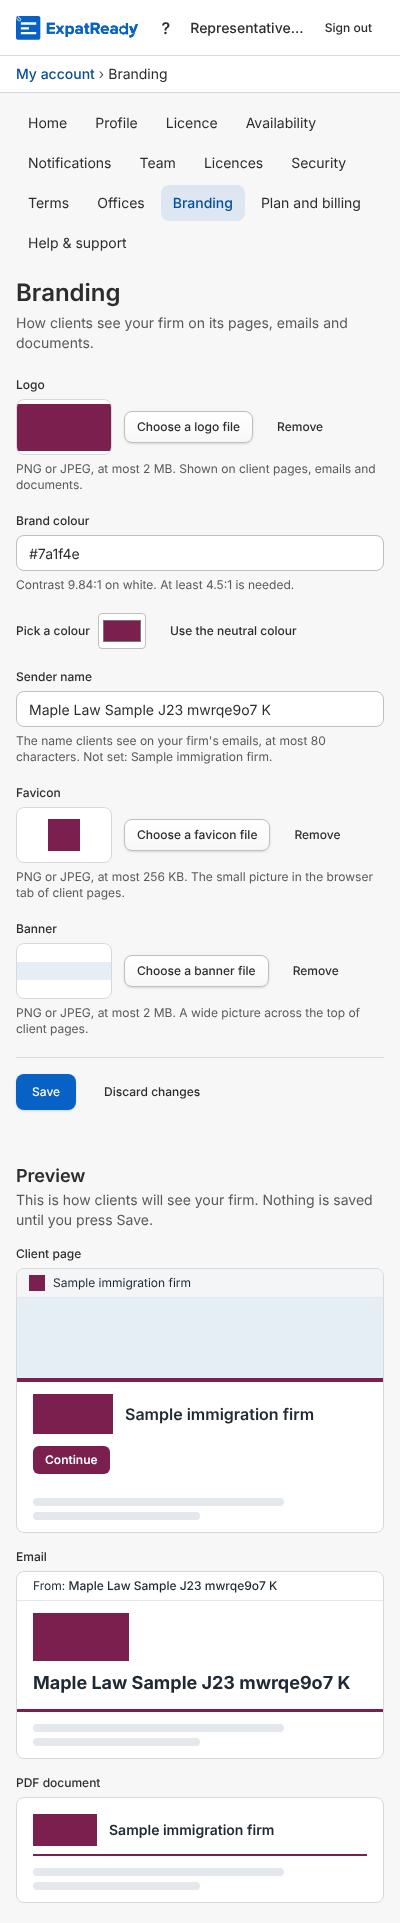 ExpatReady ? Representative... Sign out
My account › Branding
Home Profile Licence Availability
Notifications Team Licences Security
Terms Offices Branding Plan and billing
Help & support
Branding
How clients see your firm on its pages, emails and
documents.
Logo
Choose a logo file Remove
PNG or JPEG, at most 2 MB. Shown on client pages, emails and
documents.
Brand colour
#7a1f4e
Contrast 9.84:1 on white. At least 4.5:1 is needed.
Pick a colour Use the neutral colour
Sender name
Maple Law Sample J23 mwrqe9o7 K
The name clients see on your firm's emails, at most 80
characters. Not set: Sample immigration firm.
Favicon
Choose a favicon file Remove
PNG or JPEG, at most 256 KB. The small picture in the browser
tab of client pages.
Banner
Choose a banner file Remove
PNG or JPEG, at most 2 MB. A wide picture across the top of
client pages.
Save Discard changes
Preview
This is how clients will see your firm. Nothing is saved
until you press Save.
Client page
Sample immigration firm
Sample immigration firm
Continue
Email
From: Maple Law Sample J23 mwrqe9o7 K
Maple Law Sample J23 mwrqe9o7 K
PDF document
Sample immigration firm